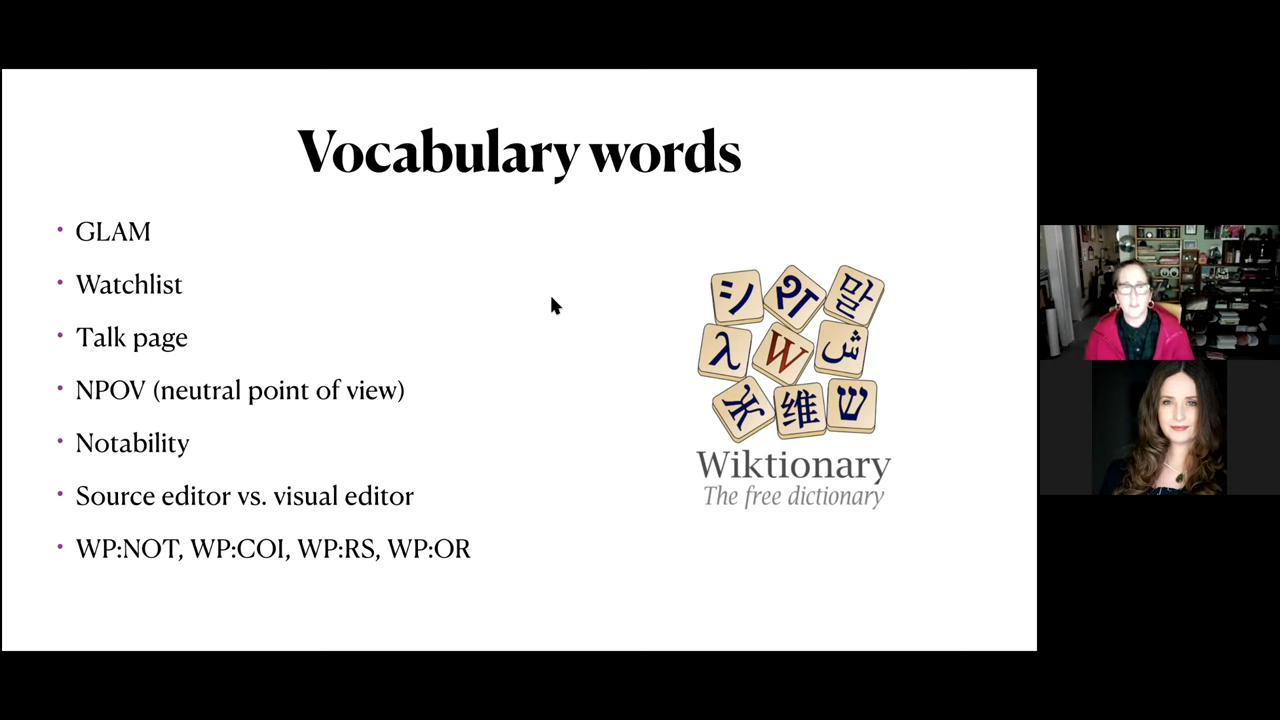 Vocabulary words
GLAM
Watchlist
Talk page
NPOV (neutral point of view)
Notability
Source editor vs. visual editor
WP:NOT, WP:COI, WP:RS, WP:OR
シ शा 말
λ W ش
Ж 维 ש
Wiktionary
The free dictionary